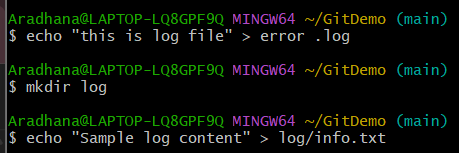 Aradhana@LAPTOP-LQ8GPF9Q MINGW64 ~/GitDemo (main)
$ echo "this is log file" > error .log
Aradhana@LAPTOP-LQ8GPF9Q MINGW64 ~/GitDemo (main)
$ mkdir log
Aradhana@LAPTOP-LQ8GPF9Q MINGW64 ~/GitDemo (main)
$ echo "Sample log content" > log/info.txt